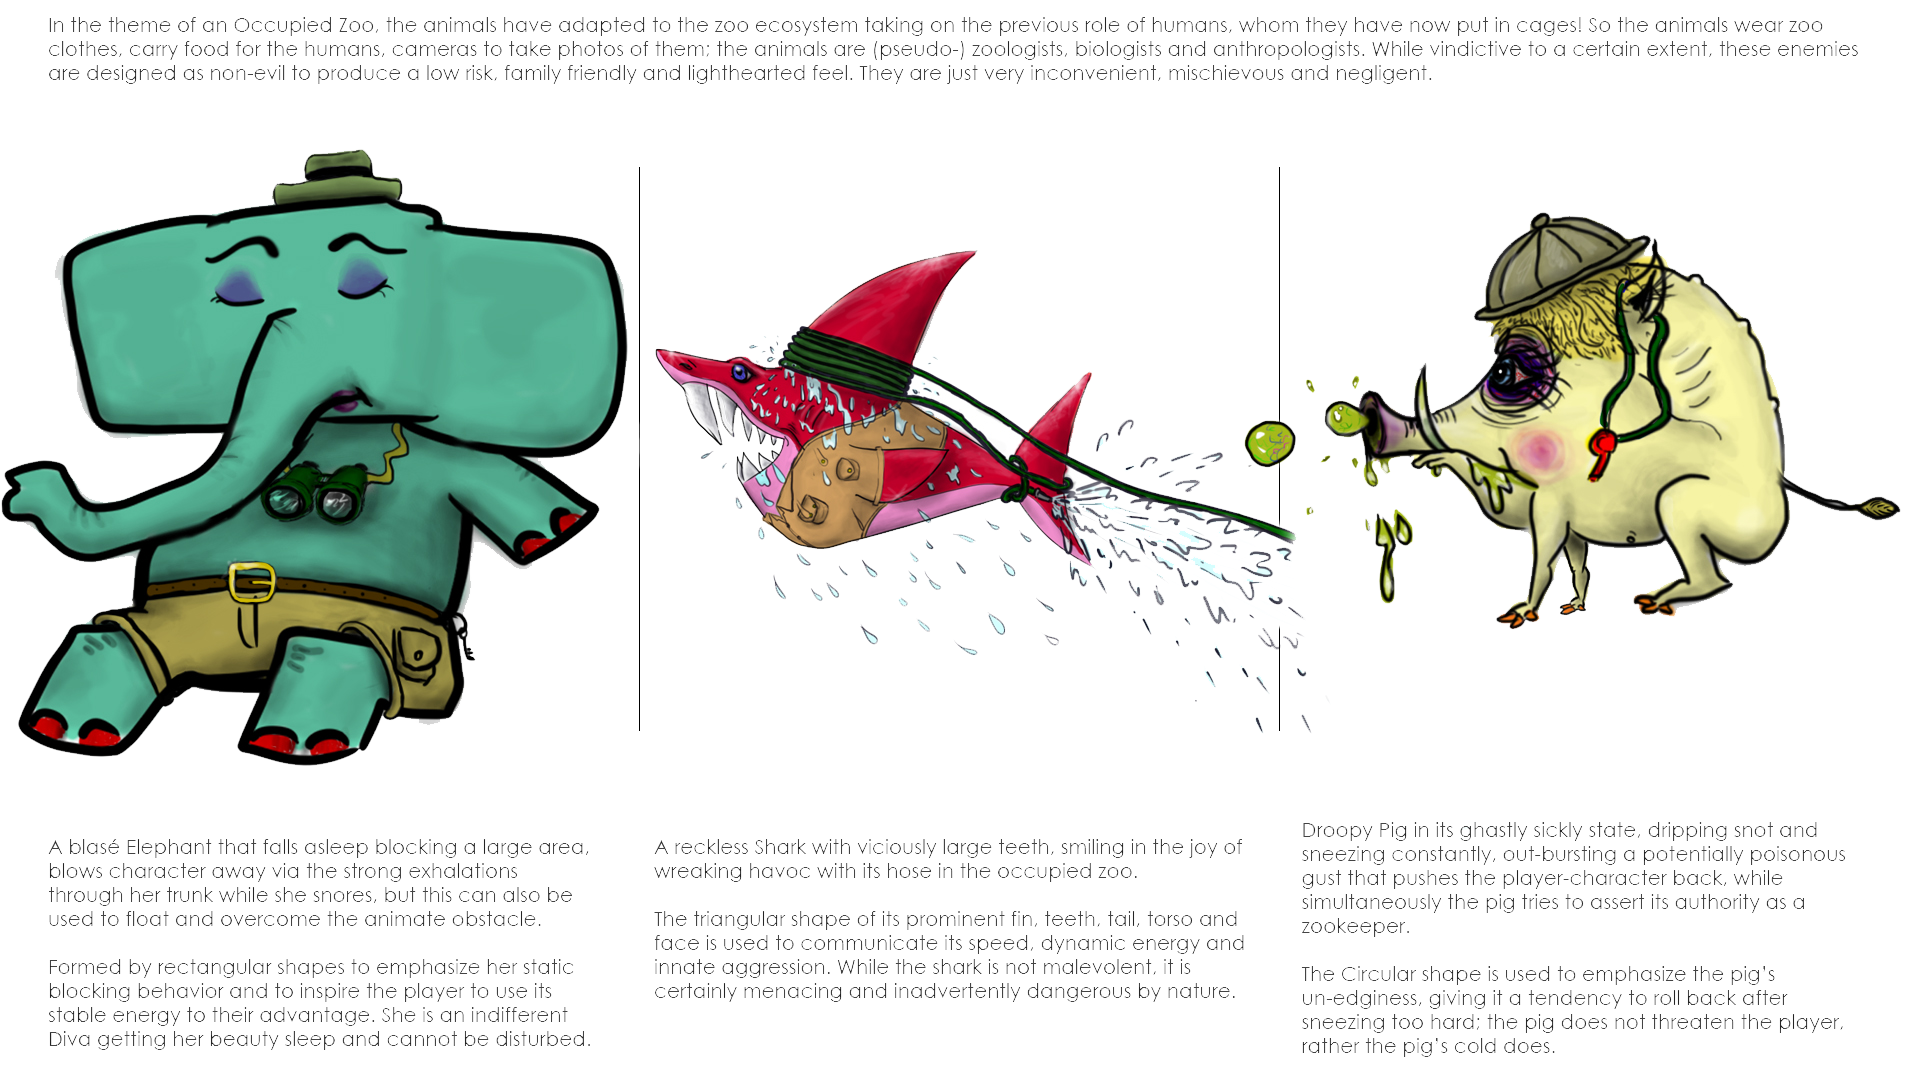 In the theme of an Occupied Zoo, the animals have adapted to the zoo ecosystem taking on the previous role of humans, whom they have now put in cages! So the animals wear zoo
clothes, carry food for the humans, cameras to take photos of them; the animals are (pseudo-) zoologists, biologists and anthropologists. While vindictive to a certain extent, these enemies
are designed as non-evil to produce a low risk, family friendly and lighthearted feel. They are just very inconvenient, mischievous and negligent.
A blasé Elephant that falls asleep blocking a large area,
blows character away via the strong exhalations
through her trunk while she snores, but this can also be
used to float and overcome the animate obstacle.
Formed by rectangular shapes to emphasize her static
blocking behavior and to inspire the player to use its
stable energy to their advantage. She is an indifferent
Diva getting her beauty sleep and cannot be disturbed.
A reckless Shark with viciously large teeth, smiling in the joy of
wreaking havoc with its hose in the occupied zoo.
The triangular shape of its prominent fin, teeth, tail, torso and
face is used to communicate its speed, dynamic energy and
innate aggression. While the shark is not malevolent, it is
certainly menacing and inadvertently dangerous by nature.
Droopy Pig in its ghastly sickly state, dripping snot and
sneezing constantly, out-bursting a potentially poisonous
gust that pushes the player-character back, while
simultaneously the pig tries to assert its authority as a
zookeeper.
The Circular shape is used to emphasize the pig's
un-edginess, giving it a tendency to roll back after
sneezing too hard; the pig does not threaten the player,
rather the pig's cold does.